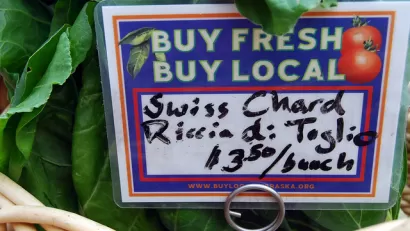 BUY FRESH
BUY LOCAL
Swiss Chard
Riccia di Taglio
$3.50/bunch
WWW.BUYLOCALNEBRASKA.ORG